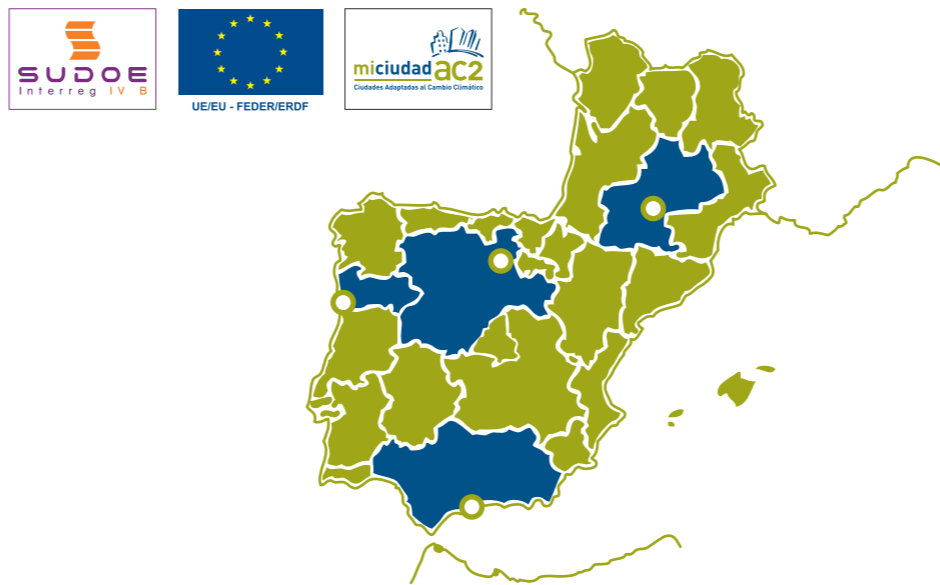 SUDOE
Interreg IV B
UE/EU - FEDER/ERDF
miciudad ac2
Ciudades Adaptadas al Cambio Climático